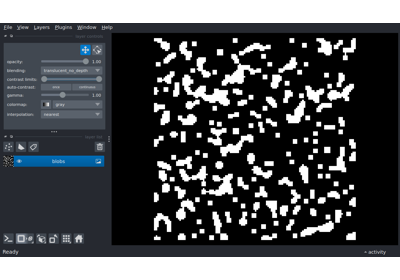 File View Layers Plugins Window Help
opacity: 1.00
blending: translucent_no_depth
contrast limits:
auto-contrast: once continuous
gamma: 1.00
colormap: gray
interpolation: nearest
blobs
Ready
activity